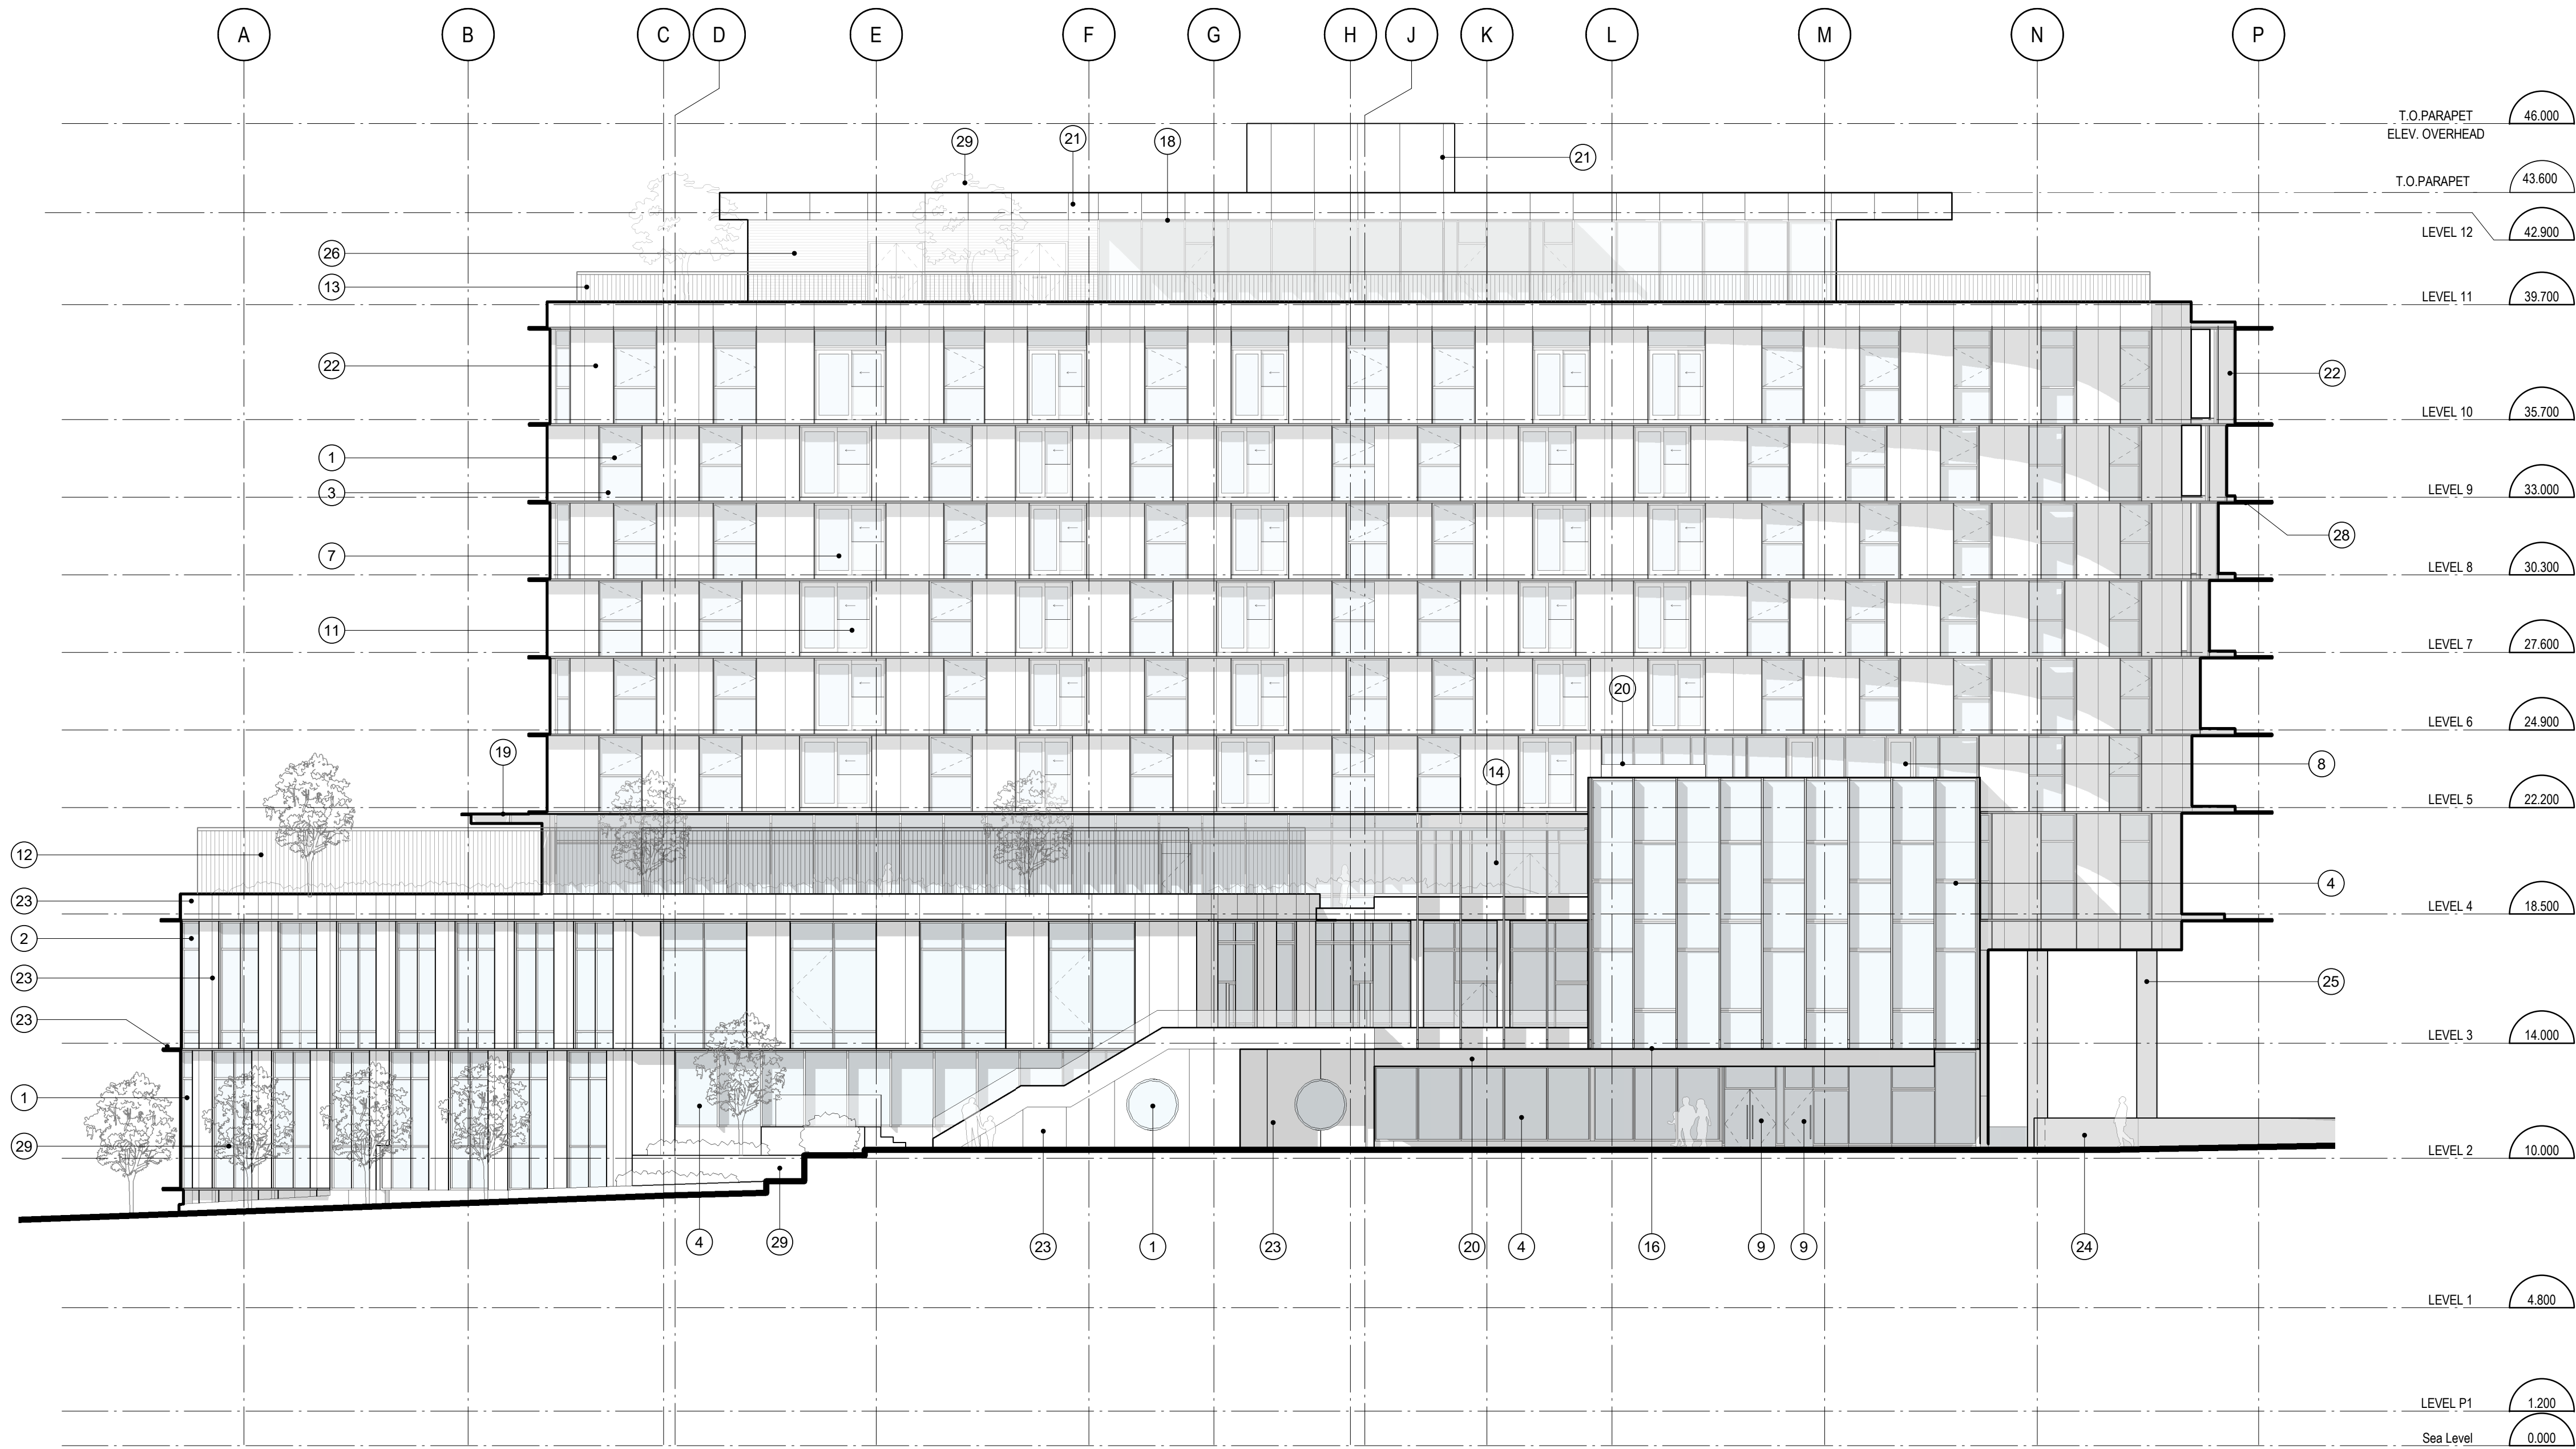 A B C D E F G H J K L M N P
T.O.PARAPET 46.000
ELEV. OVERHEAD
29 21 18 21
T.O.PARAPET 43.600
LEVEL 12 42.900
26
13
LEVEL 11 39.700
22 22
LEVEL 10 35.700
1
3
LEVEL 9 33.000
7 28
LEVEL 8 30.300
11
LEVEL 7 27.600
20
LEVEL 6 24.900
19 14 8
LEVEL 5 22.200
12
23 4
LEVEL 4 18.500
2
23 25
23
LEVEL 3 14.000
1
29
LEVEL 2 10.000
4 29 23 1 23 20 4 16 9 9 24
LEVEL 1 4.800
LEVEL P1 1.200
Sea Level 0.000